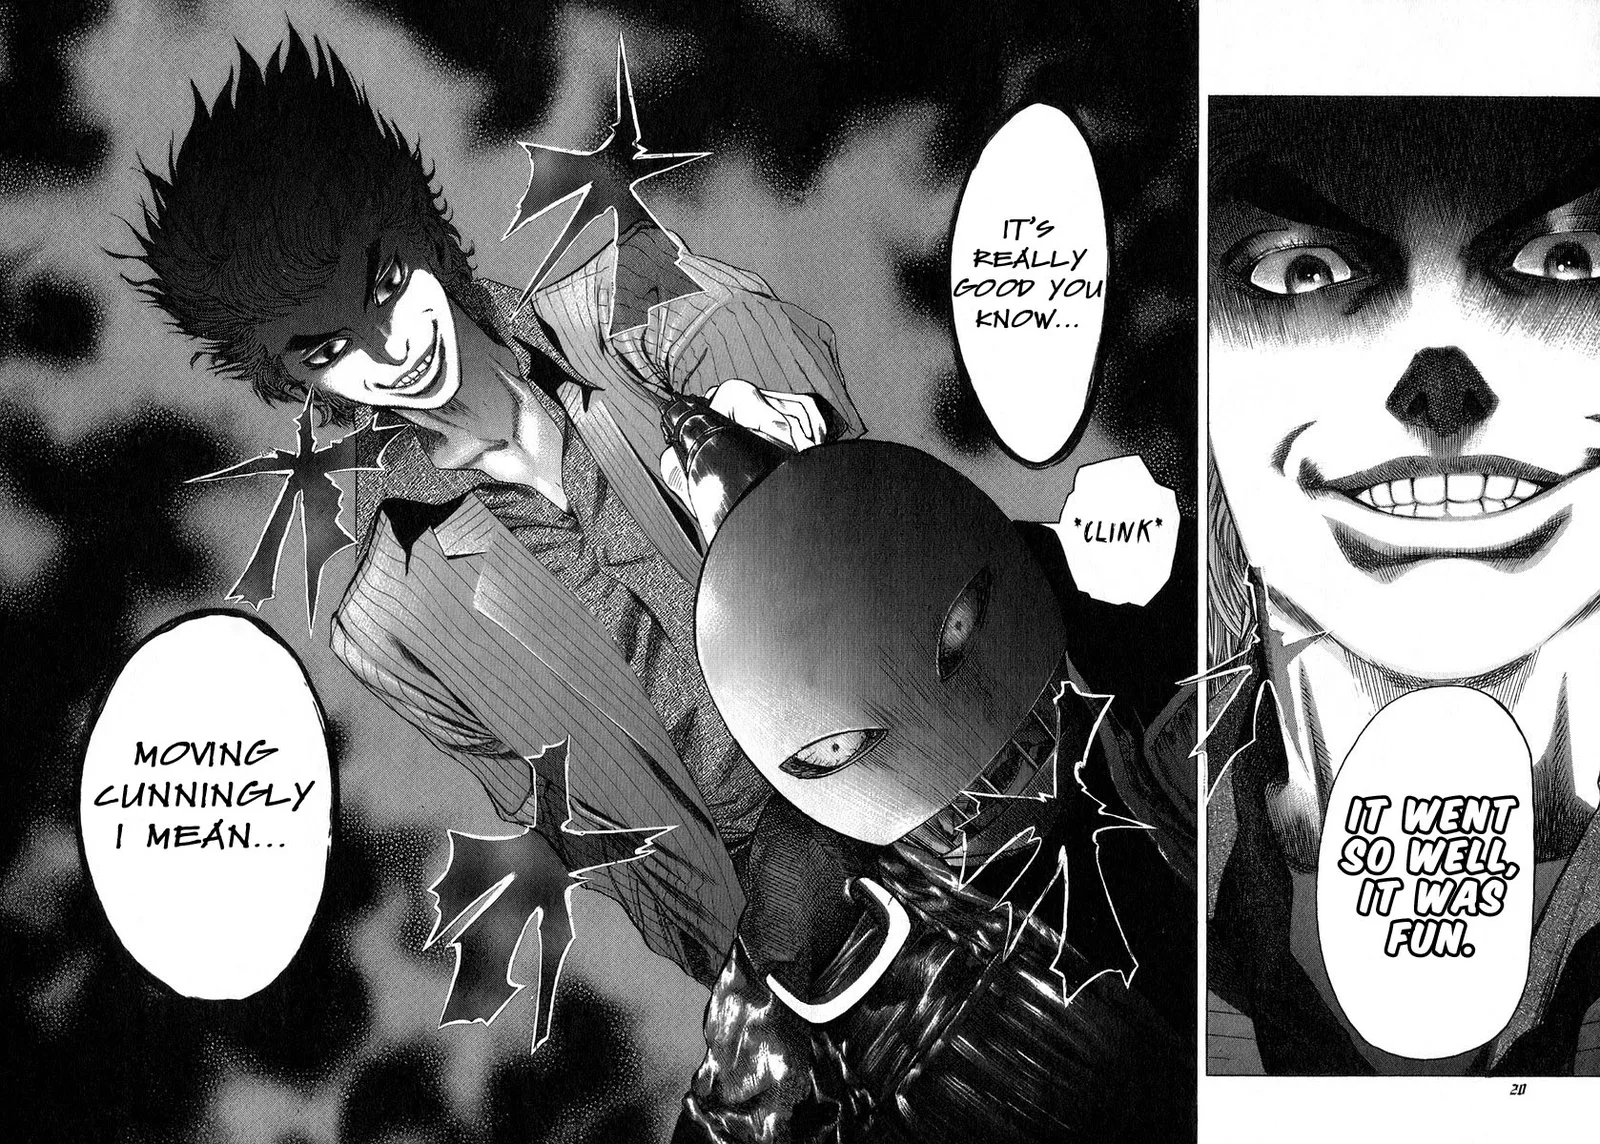 IT WENT
SO WELL,
IT WAS
FUN.
20
IT'S
REALLY
GOOD YOU
KNOW...
*CLINK*
MOVING
CUNNINGLY
I MEAN...